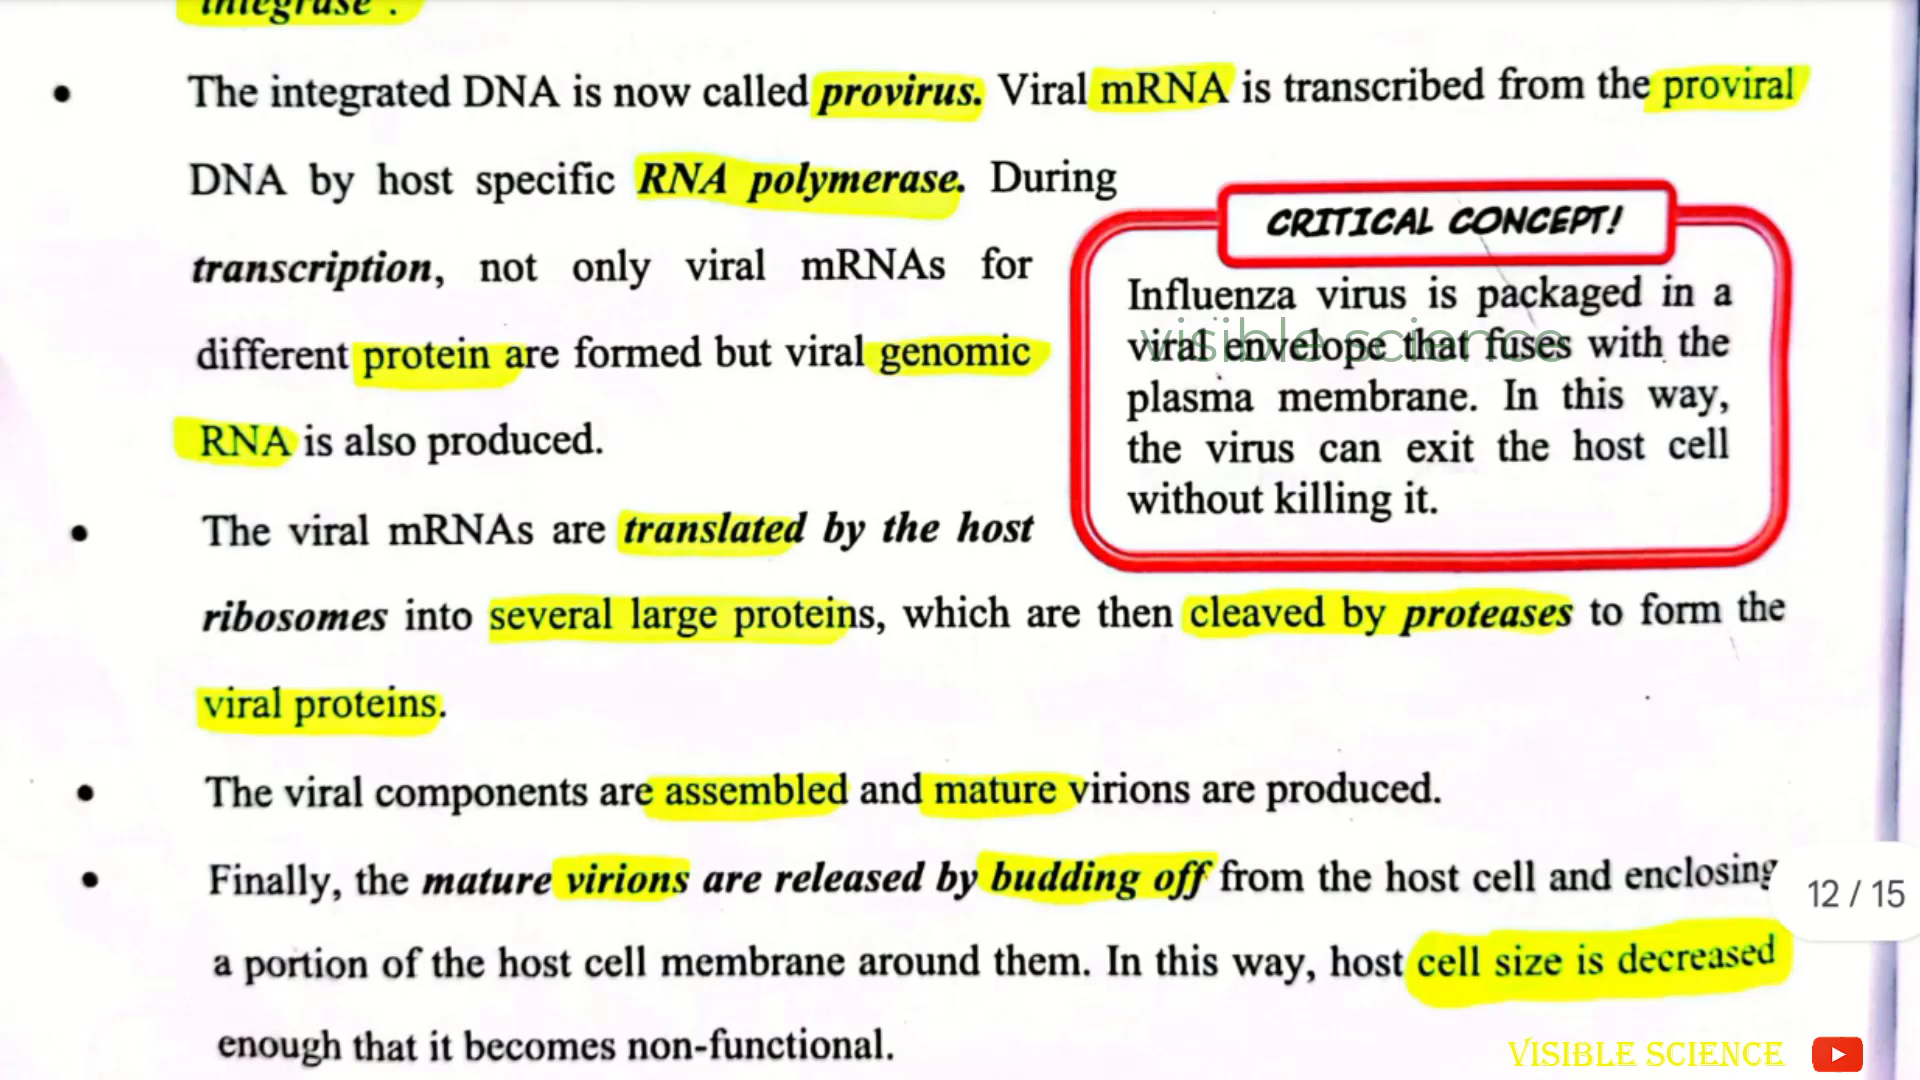 integrase .
• The integrated DNA is now called provirus. Viral mRNA is transcribed from the proviral
DNA by host specific RNA polymerase. During
transcription, not only viral mRNAs for
different protein are formed but viral genomic
RNA is also produced.
CRITICAL CONCEPT!
Influenza virus is packaged in a
viral envelope that fuses with the
plasma membrane. In this way,
the virus can exit the host cell
without killing it.
visible science
• The viral mRNAs are translated by the host
ribosomes into several large proteins, which are then cleaved by proteases to form the
viral proteins.
• The viral components are assembled and mature virions are produced.
• Finally, the mature virions are released by budding off from the host cell and enclosing
a portion of the host cell membrane around them. In this way, host cell size is decreased
enough that it becomes non-functional.
12 / 15
VISIBLE SCIENCE